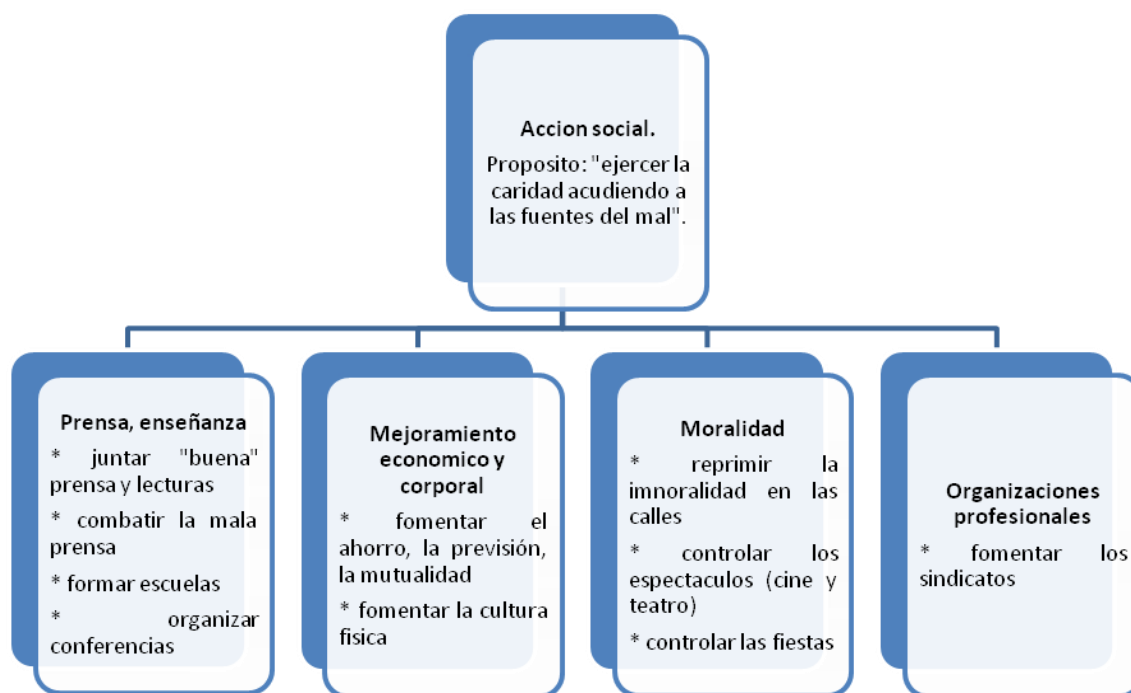 Accion social.
Proposito: "ejercer la
caridad acudiendo a
las fuentes del mal".
Prensa, enseñanza
* juntar "buena"
prensa y lecturas
* combatir la mala
prensa
* formar escuelas
* organizar
conferencias
Mejoramiento
economico y
corporal
* fomentar el
ahorro, la previsión,
la mutualidad
* fomentar la cultura
fisica
Moralidad
* reprimir la
imnoralidad en las
calles
* controlar los
espectaculos (cine y
teatro)
* controlar las fiestas
Organizaciones
profesionales
* fomentar los
sindicatos